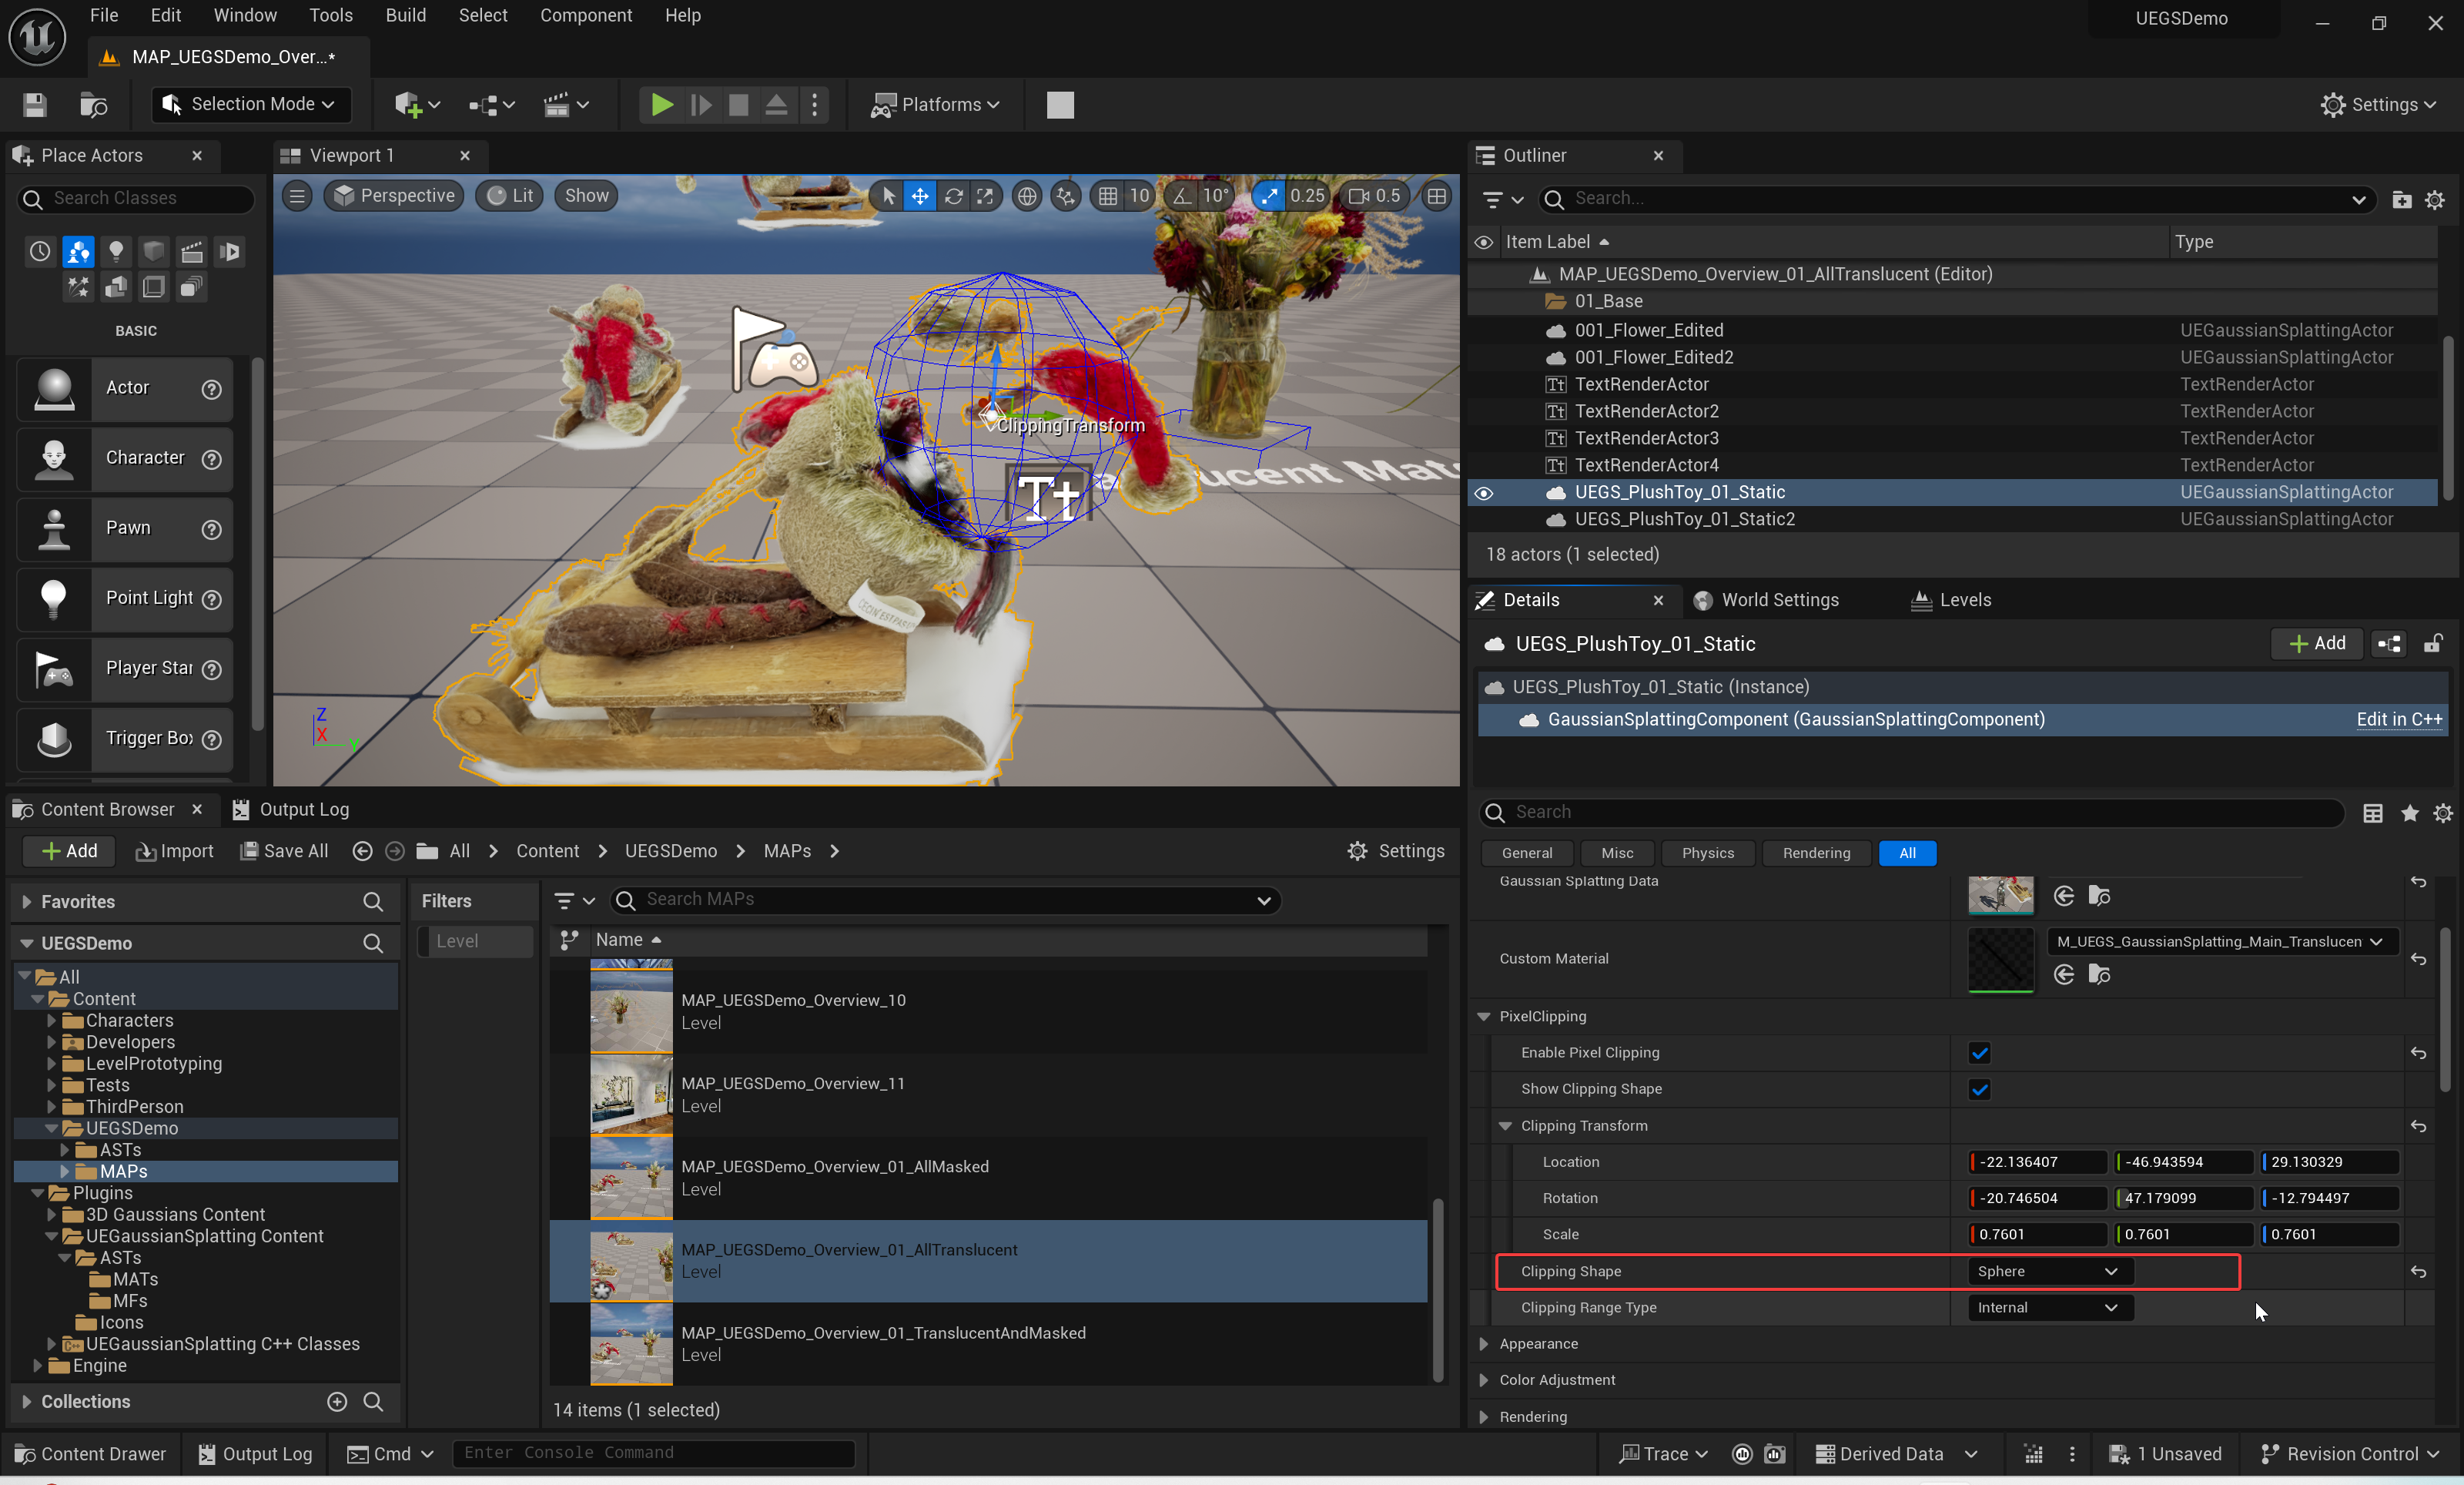 File Edit Window Tools Build Select Component Help
UEGSDemo
MAP_UEGSDemo_Over...*
Selection Mode
Platforms
Settings
Place Actors
Search Classes
BASIC
Actor
Character
Pawn
Point Light
Player Star
Trigger Box
Viewport 1
Perspective Lit Show
10 10° 0.25 0.5
ClippingTransform
Tt
ucent Mat
Z
X
Y
Outliner
Search...
Item Label Type
MAP_UEGSDemo_Overview_01_AllTranslucent (Editor)
01_Base
001_Flower_Edited UEGaussianSplattingActor
001_Flower_Edited2 UEGaussianSplattingActor
Tt TextRenderActor TextRenderActor
Tt TextRenderActor2 TextRenderActor
Tt TextRenderActor3 TextRenderActor
Tt TextRenderActor4 TextRenderActor
UEGS_PlushToy_01_Static UEGaussianSplattingActor
UEGS_PlushToy_01_Static2 UEGaussianSplattingActor
18 actors (1 selected)
Details World Settings Levels
UEGS_PlushToy_01_Static
Add
UEGS_PlushToy_01_Static (Instance)
GaussianSplattingComponent (GaussianSplattingComponent) Edit in C++
Search
General Misc Physics Rendering All
Gaussian Splatting Data
Custom Material M_UEGS_GaussianSplatting_Main_Translucen
PixelClipping
Enable Pixel Clipping
Show Clipping Shape
Clipping Transform
Location -22.136407 -46.943594 29.130329
Rotation -20.746504 47.179099 -12.794497
Scale 0.7601 0.7601 0.7601
Clipping Shape Sphere
Clipping Range Type Internal
Appearance
Color Adjustment
Rendering
Content Browser Output Log
Add Import Save All All Content UEGSDemo MAPs Settings
Favorites
UEGSDemo
All
Content
Characters
Developers
LevelPrototyping
Tests
ThirdPerson
UEGSDemo
ASTs
MAPs
Plugins
3D Gaussians Content
UEGaussianSplatting Content
ASTs
MATs
MFs
Icons
UEGaussianSplatting C++ Classes
Engine
Collections
Filters
Level
Search MAPs
Name
MAP_UEGSDemo_Overview_10
Level
MAP_UEGSDemo_Overview_11
Level
MAP_UEGSDemo_Overview_01_AllMasked
Level
MAP_UEGSDemo_Overview_01_AllTranslucent
Level
MAP_UEGSDemo_Overview_01_TranslucentAndMasked
Level
14 items (1 selected)
Content Drawer Output Log Cmd Enter Console Command
Trace Derived Data 1 Unsaved Revision Control